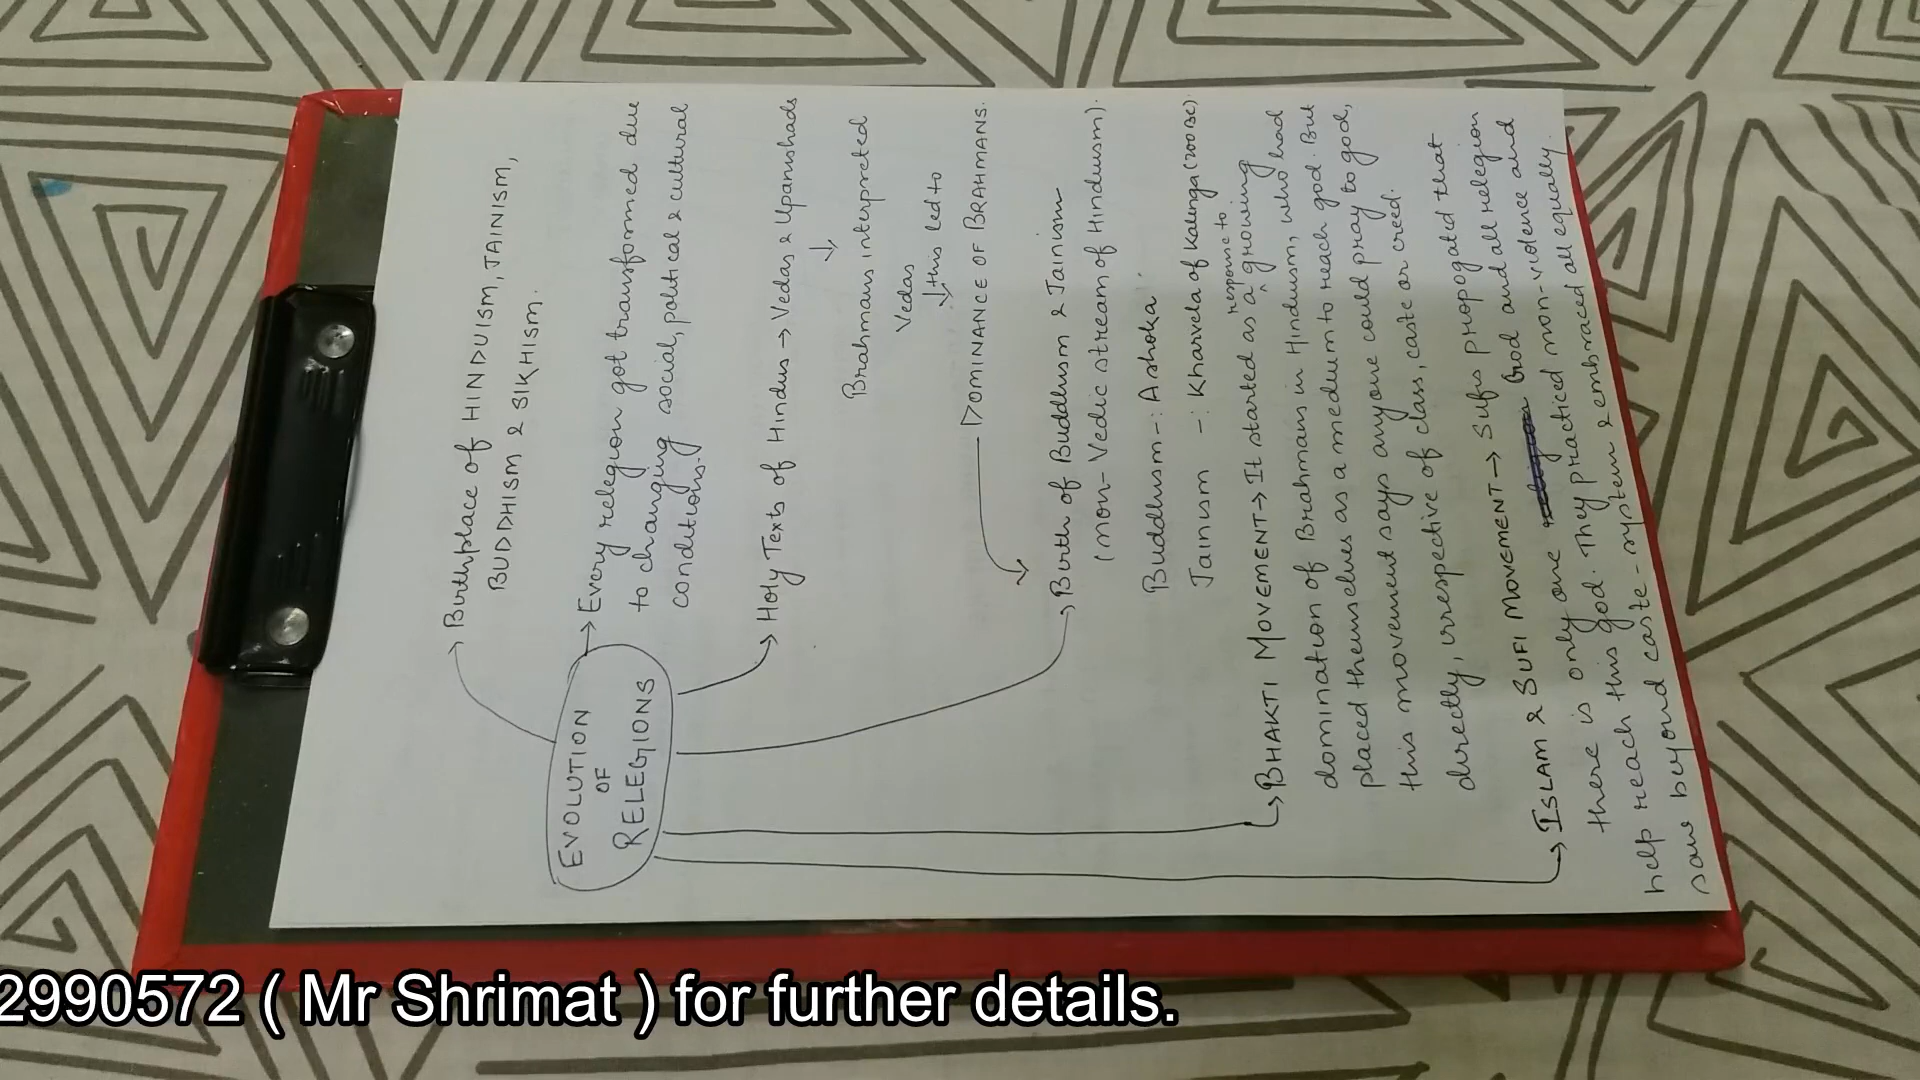 EVOLUTION
OF
RELEGIONS
Birthplace of HINDUISM, JAINISM,
BUDDHISM & SIKHISM.
→ Every relegion got transformed due
to changing social, political & cultural
conditions.
Holy Texts of Hindus → Vedas & Upanishads
↓
Brahmans interpreted
Vedas
↓ this led to
DOMINANCE OF BRAHMANS.
Birth of Buddhism & Jainism
(non-Vedic stream of Hinduism).
Buddhism -: Ashoka.
Jainism -: Kharvela of Kalinga (200 BC).
response to
BHAKTI MOVEMENT → It started as a ^ growing
domination of Brahmans in Hinduism, who had
placed themselves as a medium to reach god. But
this movement says anyone could pray to god,
directly, irrespective of class, caste or creed.
ISLAM & SUFI MOVEMENT → Sufis propogated that
there is only one God and all relegion
help reach this god. They practiced non-violence and
saw beyond caste-system & embraced all equally.
2990572 ( Mr Shrimat ) for further details.